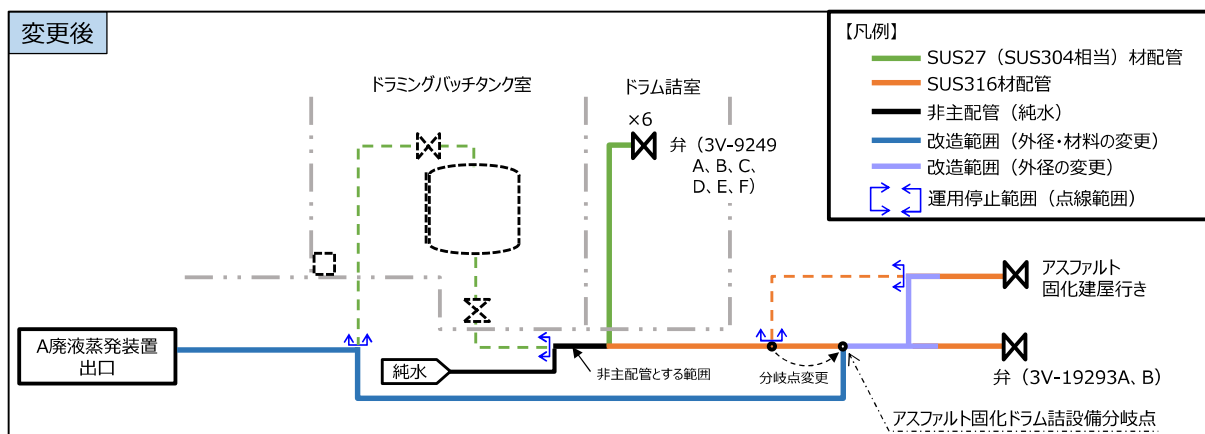 変更後
【凡例】
SUS27（SUS304相当）材配管
SUS316材配管
非主配管（純水）
改造範囲（外径・材料の変更）
改造範囲（外径の変更）
運用停止範囲（点線範囲）
ドラミングバッチタンク室
ドラム詰室
×6
弁（3V-9249
A、B、C、
D、E、F）
アスファルト
固化建屋行き
A廃液蒸発装置
出口
純水
非主配管とする範囲
分岐点変更
弁（3V-19293A、B）
アスファルト固化ドラム詰設備分岐点